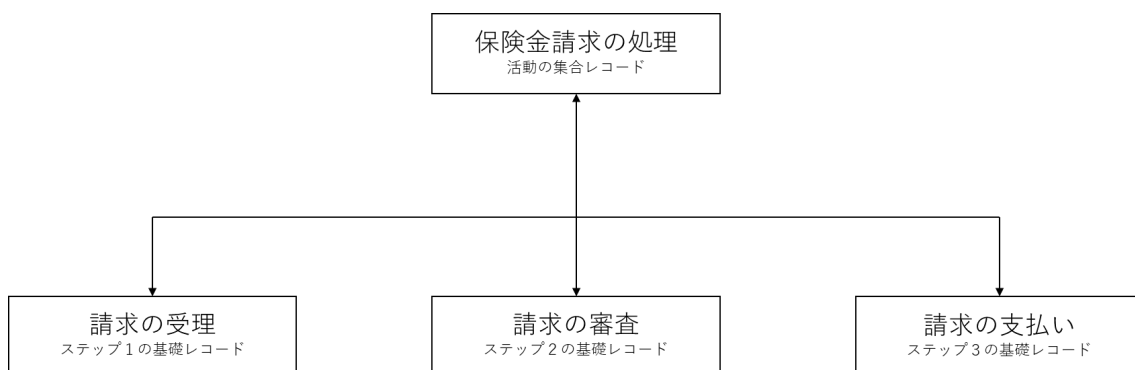 保険金請求の処理
活動の集合レコード
請求の受理
ステップ１の基礎レコード
請求の審査
ステップ２の基礎レコード
請求の支払い
ステップ３の基礎レコード